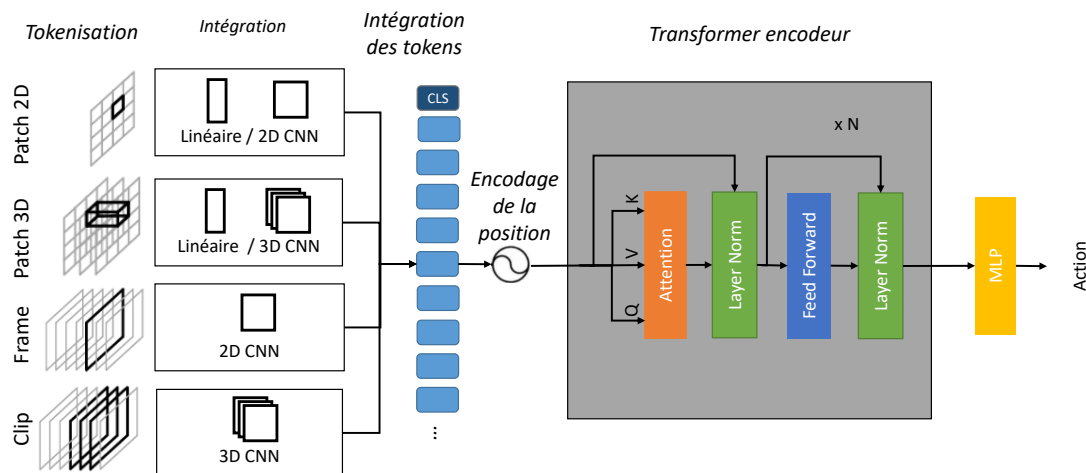 Tokenisation
Intégration
Intégration
des tokens
Transformer encodeur
Patch 2D
Linéaire / 2D CNN
CLS
x N
Patch 3D
Linéaire / 3D CNN
Encodage
de la
position
K
V
Q
Attention
Layer Norm
Feed Forward
Layer Norm
MLP
Action
Frame
2D CNN
Clip
3D CNN
...